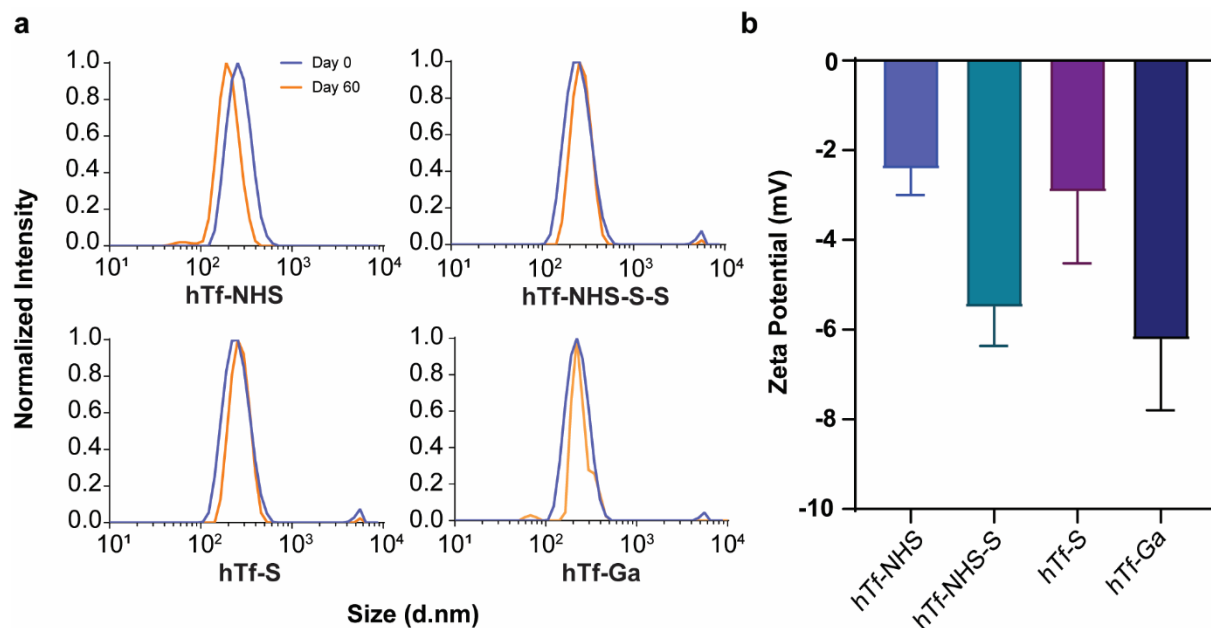 a
Normalized Intensity
1.0
0.8
0.6
0.4
0.2
0.0
10¹ 10² 10³ 10⁴
hTf-NHS
Day 0
Day 60
1.0
0.8
0.6
0.4
0.2
0.0
10¹ 10² 10³ 10⁴
hTf-NHS-S-S
1.0
0.8
0.6
0.4
0.2
0.0
10¹ 10² 10³ 10⁴
hTf-S
1.0
0.8
0.6
0.4
0.2
0.0
10¹ 10² 10³ 10⁴
hTf-Ga
Size (d.nm)
b
Zeta Potential (mV)
0
-2
-4
-6
-8
-10
hTf-NHS
hTf-NHS-S
hTf-S
hTf-Ga